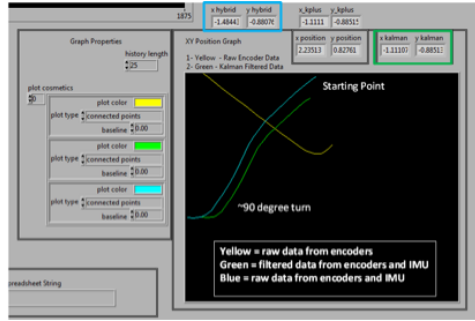 1875
x hybrid y hybrid
-1.4844 -0.8807
x_kplus y_kplus
-1.1111 -0.88515
Graph Properties
history length
25
plot cosmetics
0
plot color
plot type connected points
baseline 0.00
plot color
plot type connected points
baseline 0.00
plot color
plot type connected points
baseline 0.00
preadsheet String
XY Position Graph
1- Yellow - Raw Encoder Data
2- Green - Kalman Filtered Data
x position y position
2.23513 0.82761
x kalman y kalman
-1.11107 -0.88513
Starting Point
~90 degree turn
Yellow = raw data from encoders
Green = filtered data from encoders and IMU
Blue = raw data from encoders and IMU